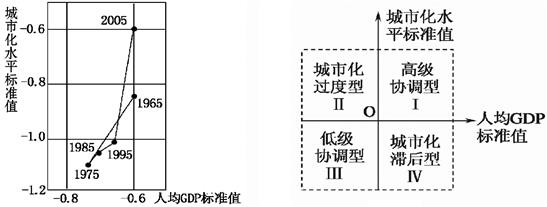 城市化水平标准值
-0.6
-0.8
-1.0
-1.2
2005
1965
1985
1995
1975
-0.8
-0.6
人均GDP标准值
城市化水
平标准值
城市化
过度型
II
高级
协调型
I
O
人均GDP
标准值
低级
协调型
III
城市化
滞后型
IV